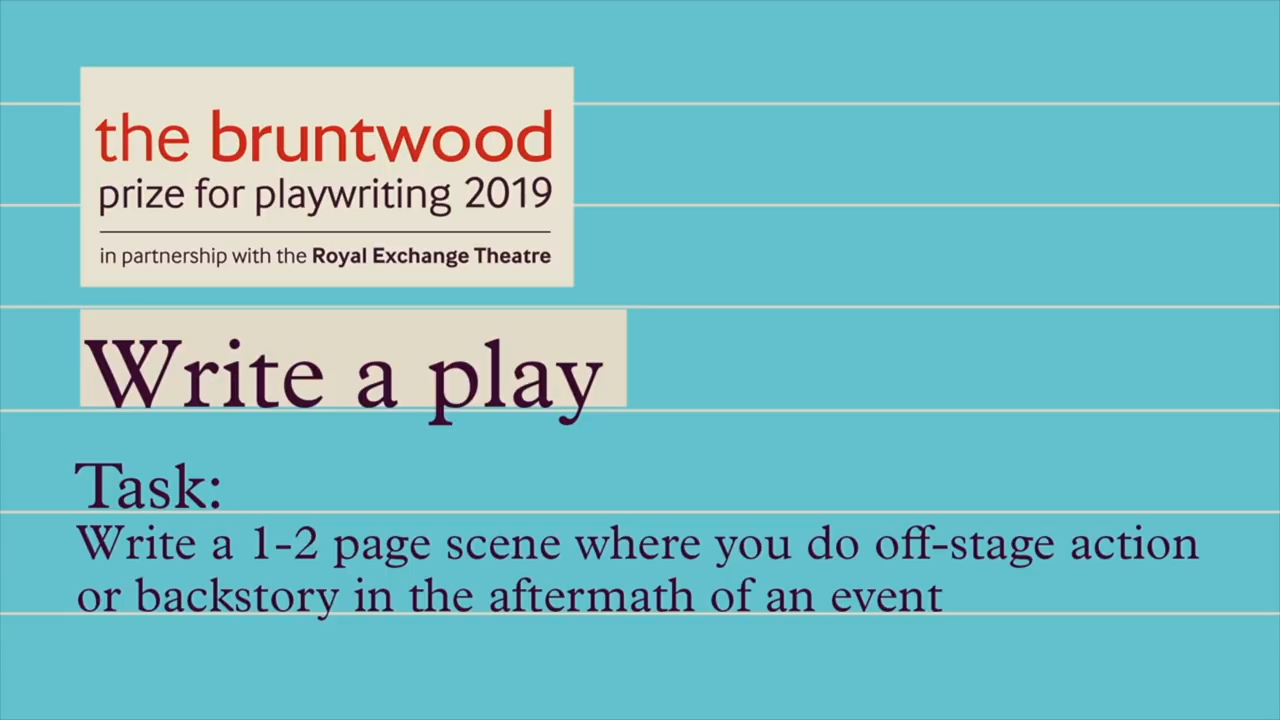 the bruntwood
prize for playwriting 2019
in partnership with the Royal Exchange Theatre
Write a play
Task:
Write a 1-2 page scene where you do off-stage action
or backstory in the aftermath of an event